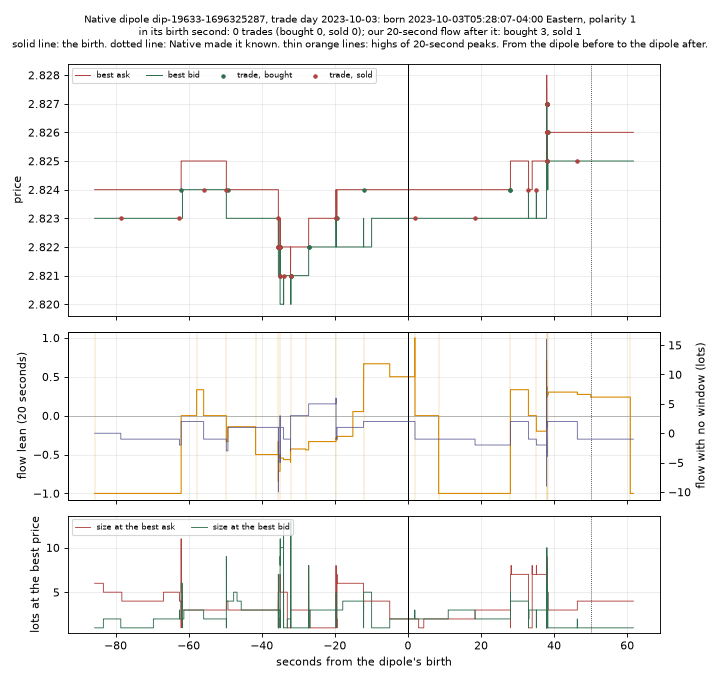 Native dipole dip-19633-1696325287, trade day 2023-10-03: born 2023-10-03T05:28:07-04:00 Eastern, polarity 1
in its birth second: 0 trades (bought 0, sold 0); our 20-second flow after it: bought 3, sold 1
solid line: the birth. dotted line: Native made it known. thin orange lines: highs of 20-second peaks. From the dipole before to the dipole after.
best ask
best bid
trade, bought
trade, sold
2.828
2.827
2.826
2.825
2.824
2.823
2.822
2.821
2.820
price
1.0
0.5
0.0
−0.5
−1.0
flow lean (20 seconds)
15
10
5
0
−5
−10
flow with no window (lots)
size at the best ask
size at the best bid
10
5
lots at the best price
−80
−60
−40
−20
0
20
40
60
seconds from the dipole's birth